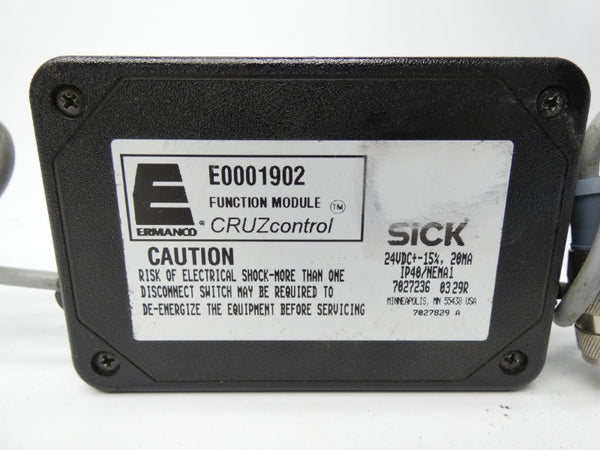 E
ERMANCO ®
E0001902
FUNCTION MODULE
CRUZcontrol TM
CAUTION
RISK OF ELECTRICAL SHOCK-MORE THAN ONE
DISCONNECT SWITCH MAY BE REQUIRED TO
DE-ENERGIZE THE EQUIPMENT BEFORE SERVICING
SICK
24VDC+-15%, 20MA
IP40/NEMA1
7027236 0329R
MINNEAPOLIS, MN 55438 USA
7027829 A